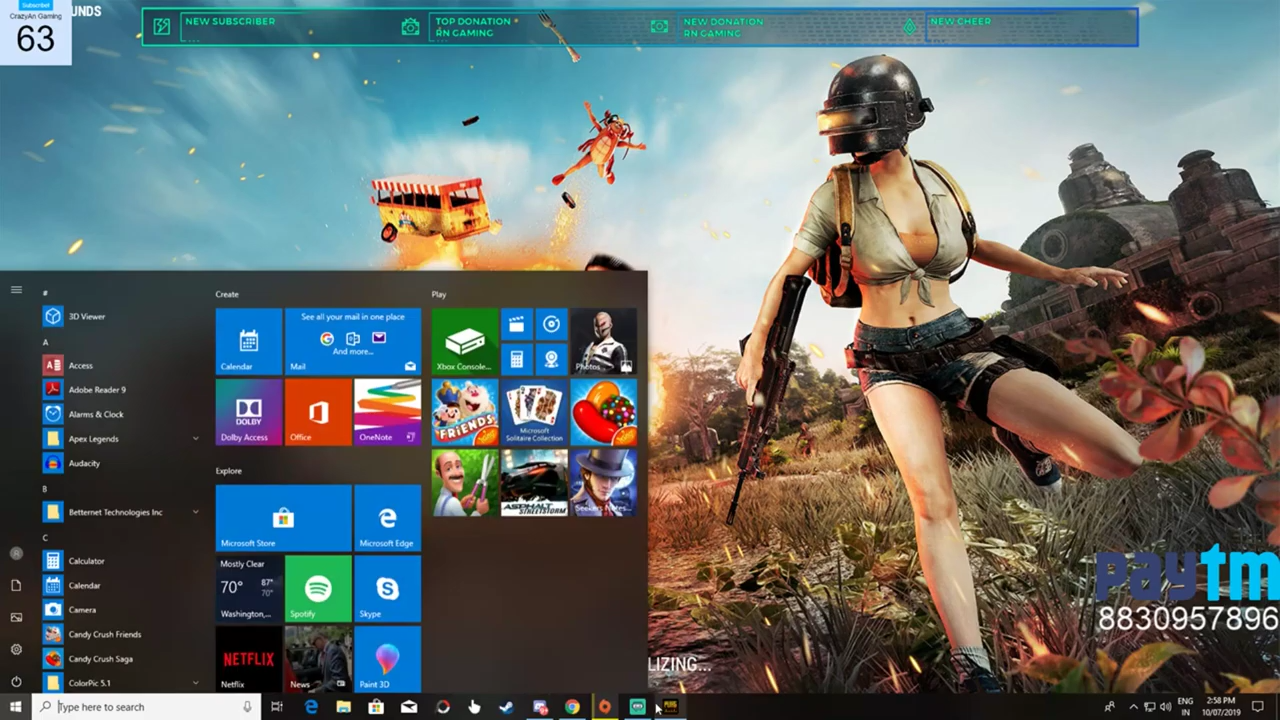 Subscribe!
CrazyAn Gaming
63
UNDS
NEW SUBSCRIBER
...
TOP DONATION
RN GAMING
NEW DONATION
RN GAMING
NEW CHEER
...
#
3D Viewer
A
Access
Adobe Reader 9
Alarms & Clock
Apex Legends
Audacity
B
Betternet Technologies Inc
C
Calculator
Calendar
Camera
Candy Crush Friends
Candy Crush Saga
ColorPic 5.1
Create
Calendar
See all your mail in one place
And more...
Mail
DOLBY
Dolby Access
Office
OneNote
Explore
Microsoft Store
Microsoft Edge
Mostly Clear
70° 87°
70°
Washington,...
Spotify
Skype
NETFLIX
Netflix
News
Paint 3D
Play
Xbox Console...
Photos
FRIENDS
Microsoft
Solitaire Collection
ASPHALT
STREETSTORM
Seekers Notes...
paytm
8830957896
LIZING...
Type here to search
ENG
IN
2:58 PM
10/07/2019